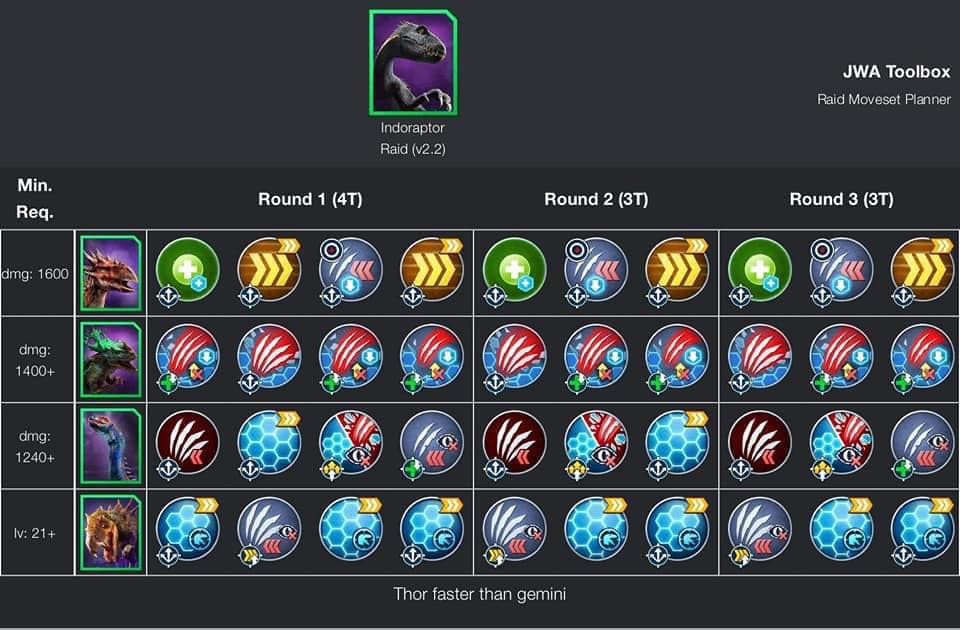 JWA Toolbox
Raid Moveset Planner
Indoraptor
Raid (v2.2)
Min.
Req.
Round 1 (4T)
Round 2 (3T)
Round 3 (3T)
dmg: 1600
dmg:
1400+
dmg:
1240+
lv: 21+
Thor faster than gemini